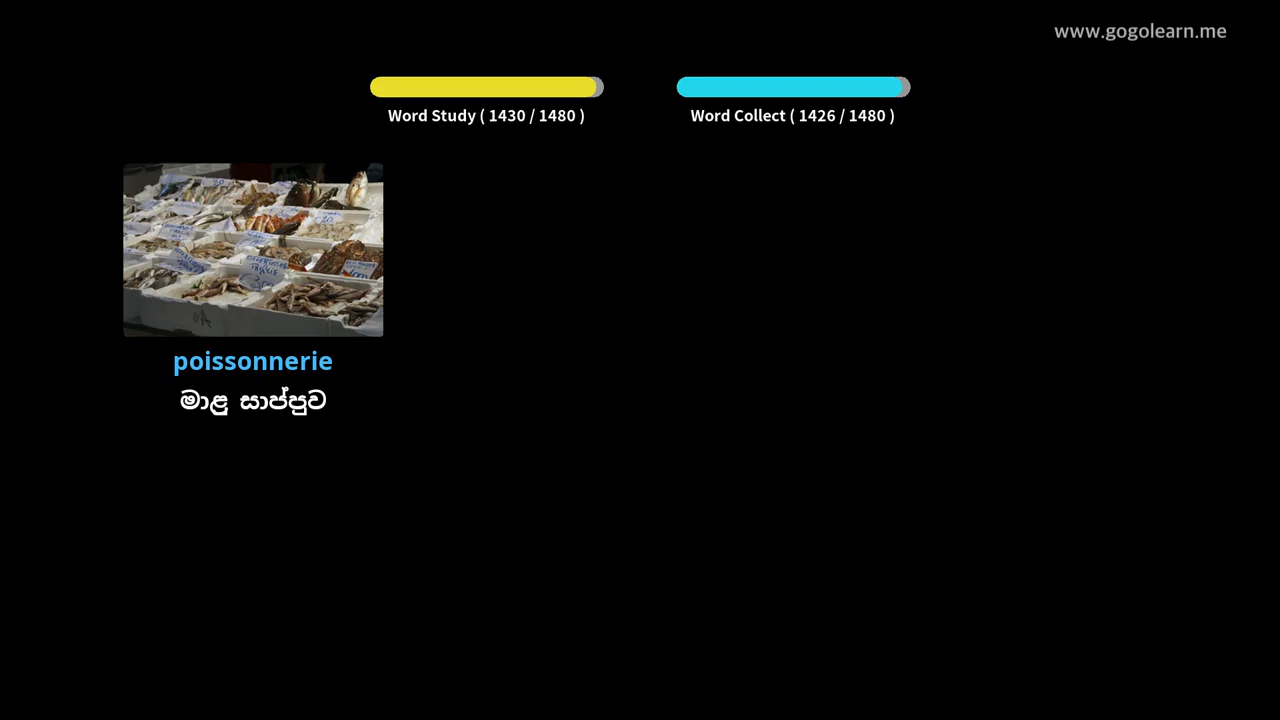 www.gogolearn.me
Word Study ( 1430 / 1480 )
Word Collect ( 1426 / 1480 )
poissonnerie
මාළු සාප්පුව